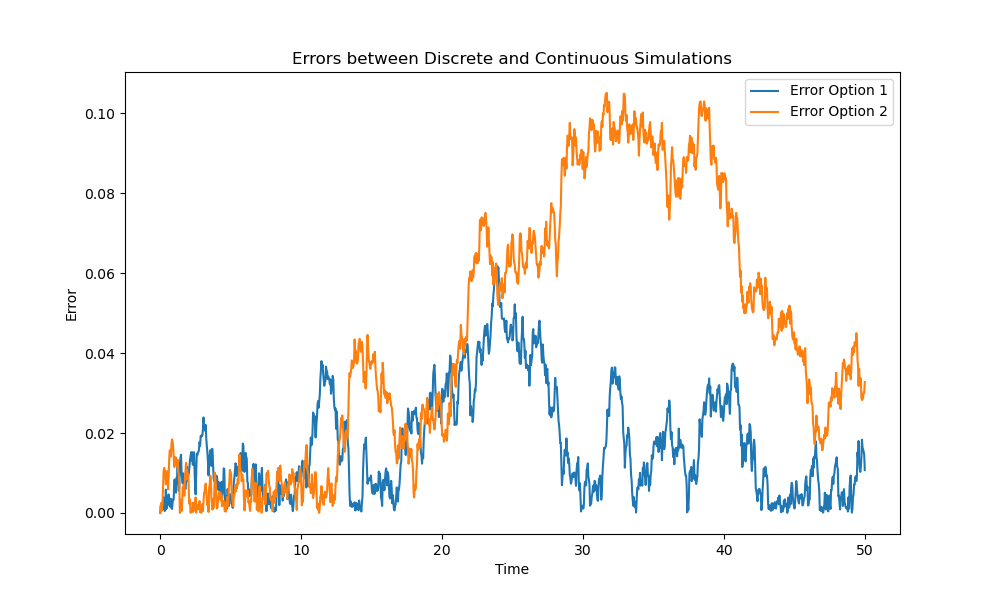 Errors between Discrete and Continuous Simulations
Error Option 1
Error Option 2
0.10
0.08
0.06
0.04
0.02
0.00
Error
0 10 20 30 40 50
Time